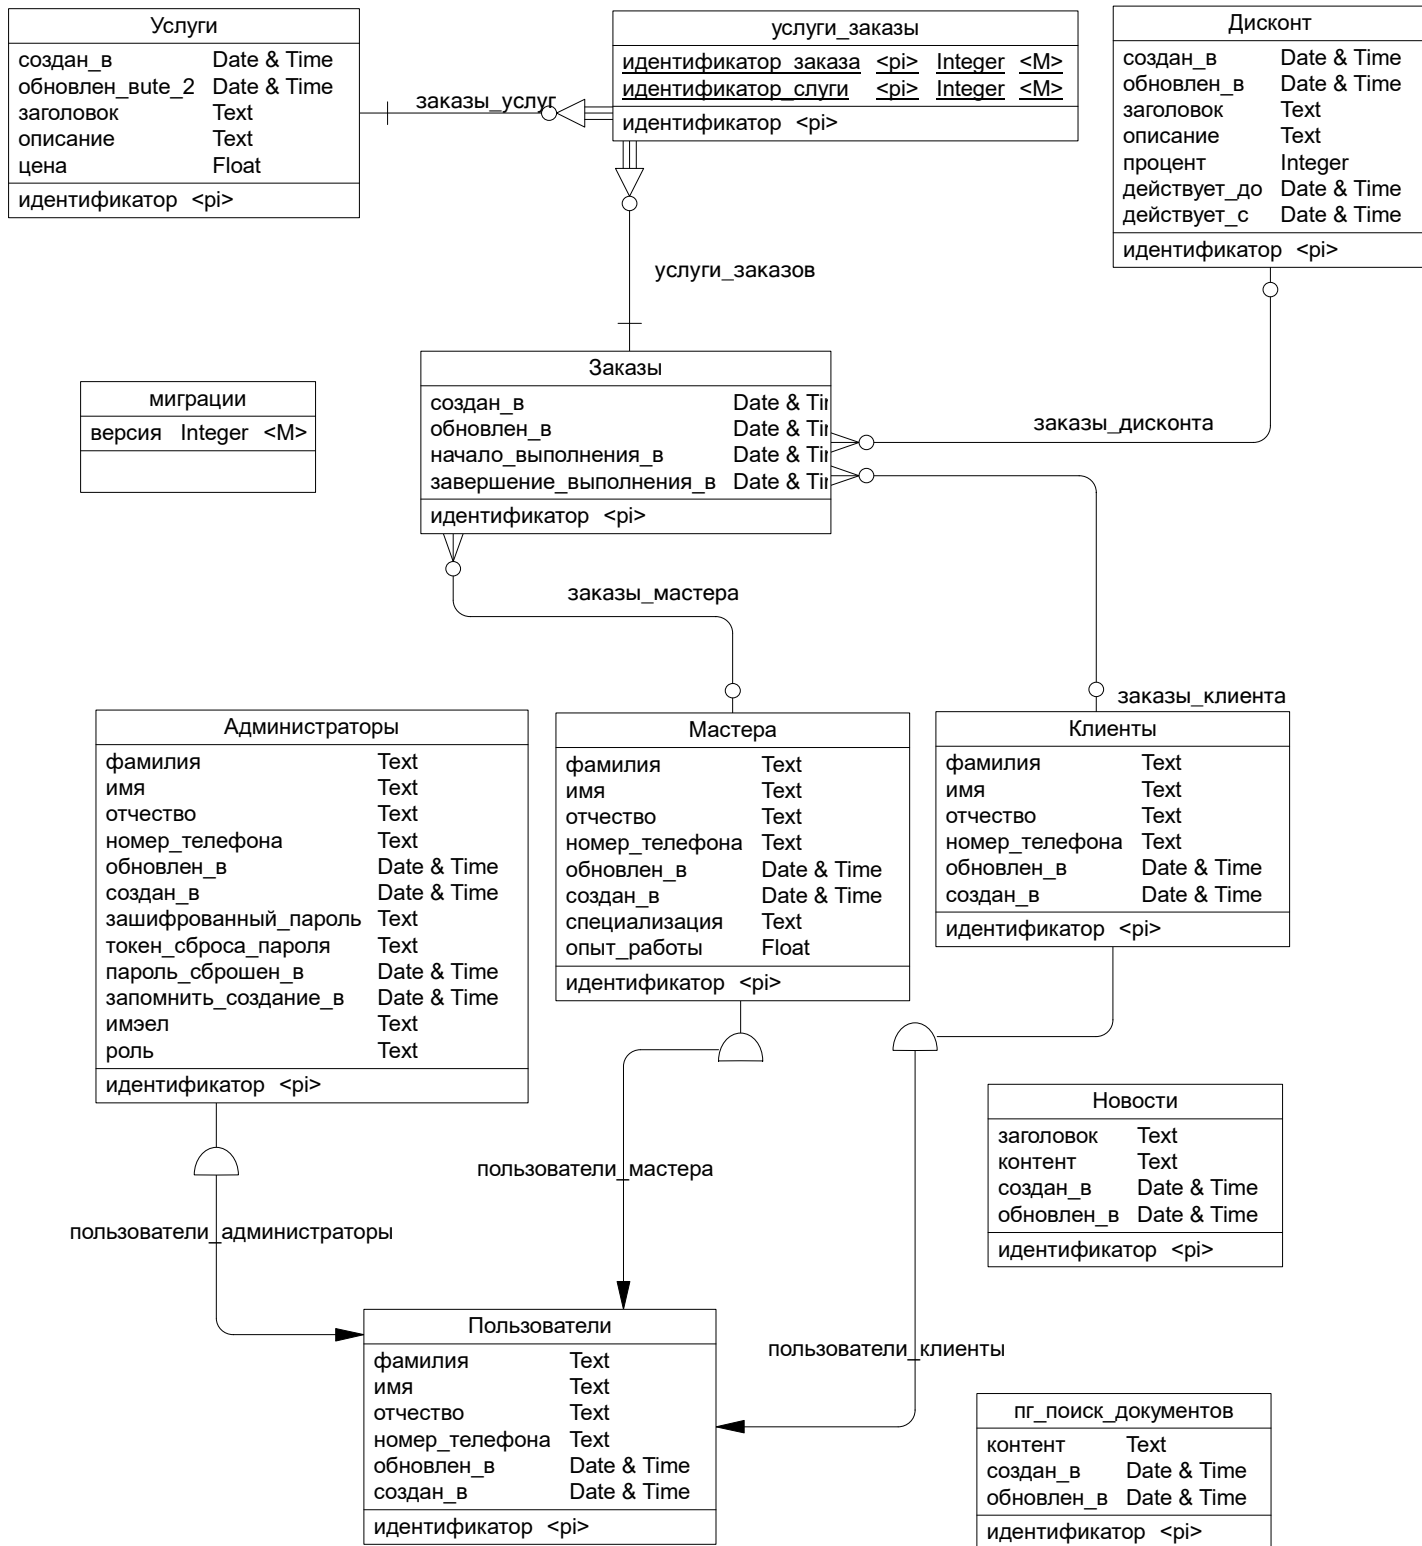 Услуги
создан_в Date & Time
обновлен_вute_2 Date & Time
заголовок Text
описание Text
цена Float
идентификатор <pi>
заказы_услуг
услуги_заказы
идентификатор_заказа <pi> Integer <M>
идентификатор_слуги <pi> Integer <M>
идентификатор <pi>
Дисконт
создан_в Date & Time
обновлен_в Date & Time
заголовок Text
описание Text
процент Integer
действует_до Date & Time
действует_с Date & Time
идентификатор <pi>
услуги_заказов
миграции
версия Integer <M>
Заказы
создан_в Date & Tir
обновлен_в Date & Tir
начало_выполнения_в Date & Tir
завершение_выполнения_в Date & Tir
идентификатор <pi>
заказы_дисконта
заказы_мастера
заказы_клиента
Администраторы
фамилия Text
имя Text
отчество Text
номер_телефона Text
обновлен_в Date & Time
создан_в Date & Time
зашифрованный_пароль Text
токен_сброса_пароля Text
пароль_сброшен_в Date & Time
запомнить_создание_в Date & Time
имэел Text
роль Text
идентификатор <pi>
Мастера
фамилия Text
имя Text
отчество Text
номер_телефона Text
обновлен_в Date & Time
создан_в Date & Time
специализация Text
опыт_работы Float
идентификатор <pi>
Клиенты
фамилия Text
имя Text
отчество Text
номер_телефона Text
обновлен_в Date & Time
создан_в Date & Time
идентификатор <pi>
Новости
заголовок Text
контент Text
создан_в Date & Time
обновлен_в Date & Time
идентификатор <pi>
пользователи_мастера
пользователи_администраторы
пользователи_клиенты
Пользователи
фамилия Text
имя Text
отчество Text
номер_телефона Text
обновлен_в Date & Time
создан_в Date & Time
идентификатор <pi>
пг_поиск_документов
контент Text
создан_в Date & Time
обновлен_в Date & Time
идентификатор <pi>